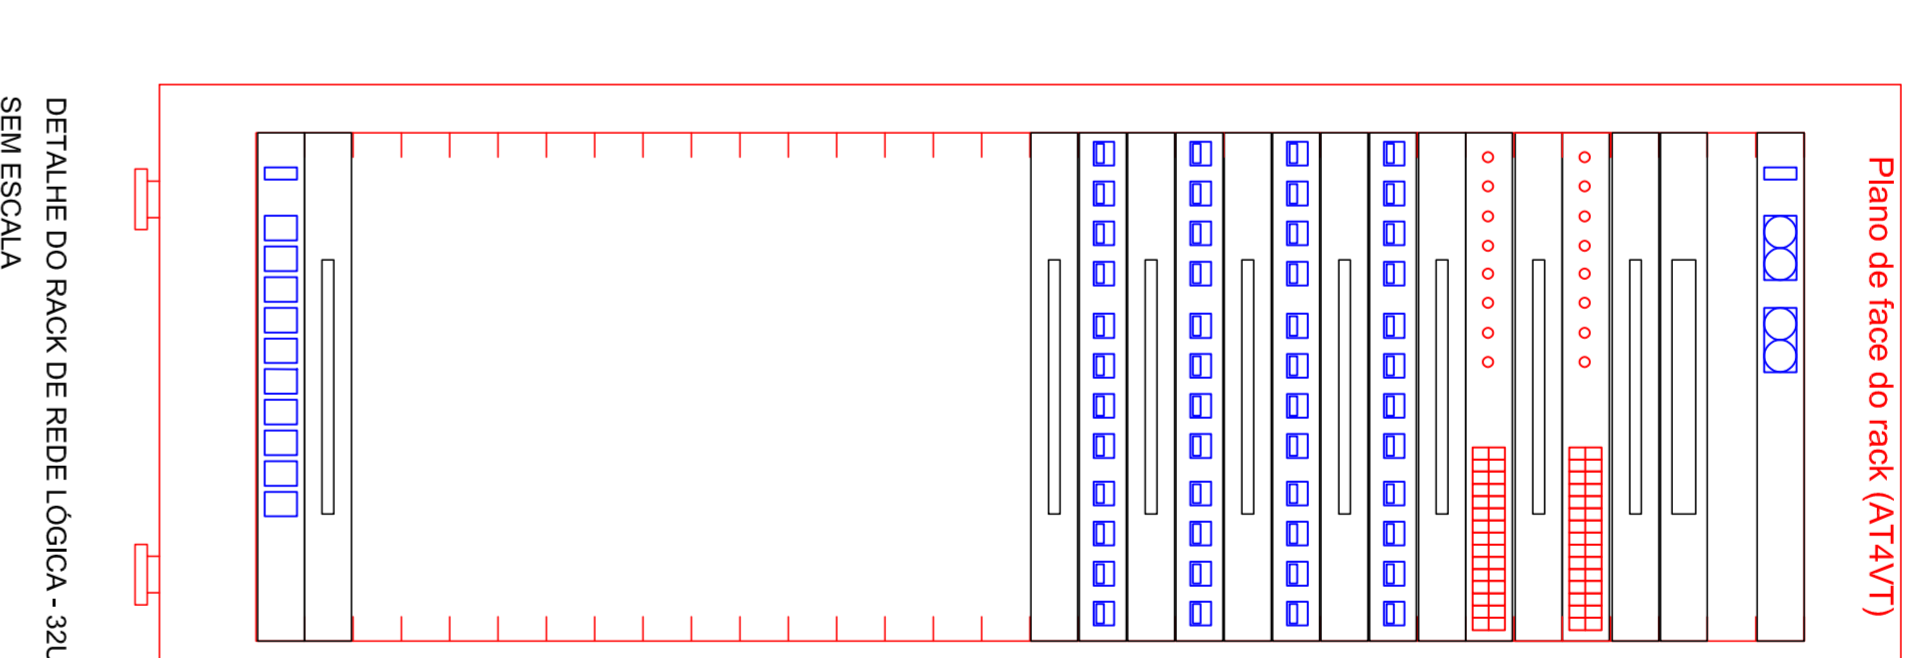 Plano de face do rack (AT4VT)
DETALHE DO RACK DE REDE LÓGICA - 32U
SEM ESCALA